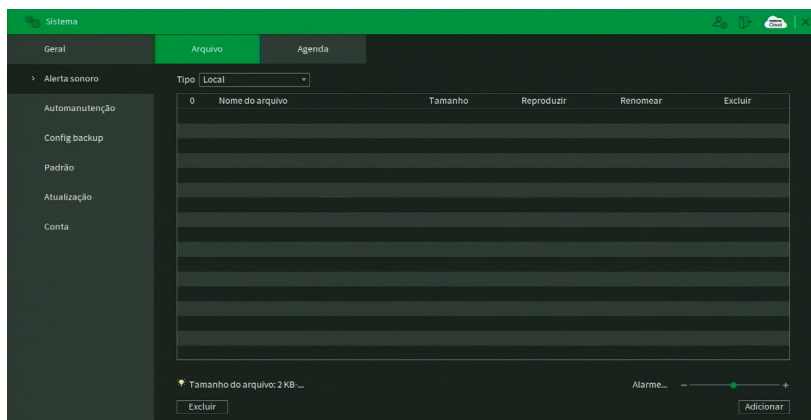 Sistema
Cloud
Geral
Arquivo
Agenda
Alerta sonoro
Tipo Local
0 Nome do arquivo Tamanho Reproduzir Renomear Excluir
Automanutenção
Config backup
Padrão
Atualização
Conta
Tamanho do arquivo: 2 KB-...
Alarme...
Excluir
Adicionar